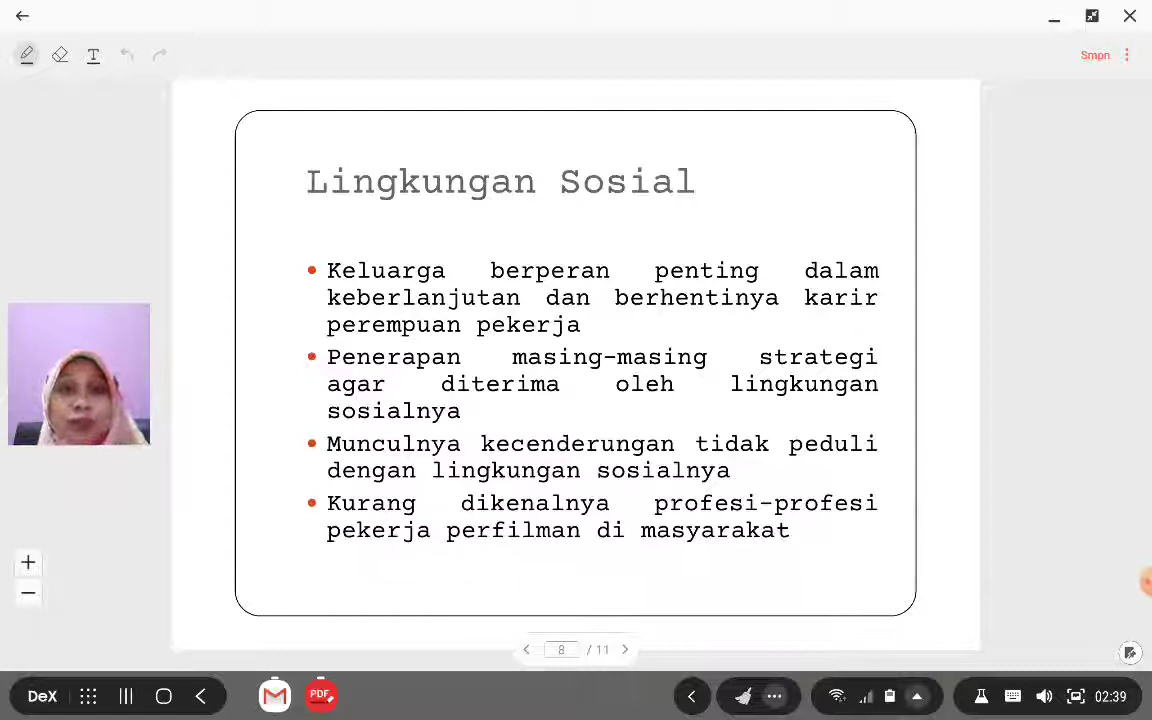 Smpn
Lingkungan Sosial
• Keluarga berperan penting dalam
keberlanjutan dan berhentinya karir
perempuan pekerja
• Penerapan masing-masing strategi
agar diterima oleh lingkungan
sosialnya
• Munculnya kecenderungan tidak peduli
dengan lingkungan sosialnya
• Kurang dikenalnya profesi-profesi
pekerja perfilman di masyarakat
8 / 11
DeX
PDF
02:39